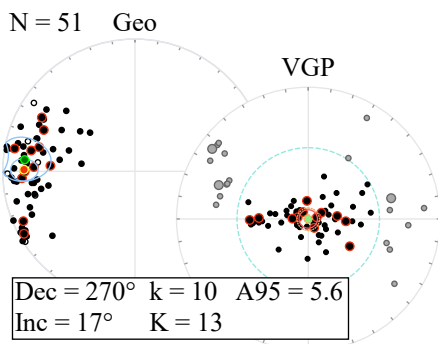 N = 51 Geo
VGP
Dec = 270° k = 10 A95 = 5.6
Inc = 17° K = 13